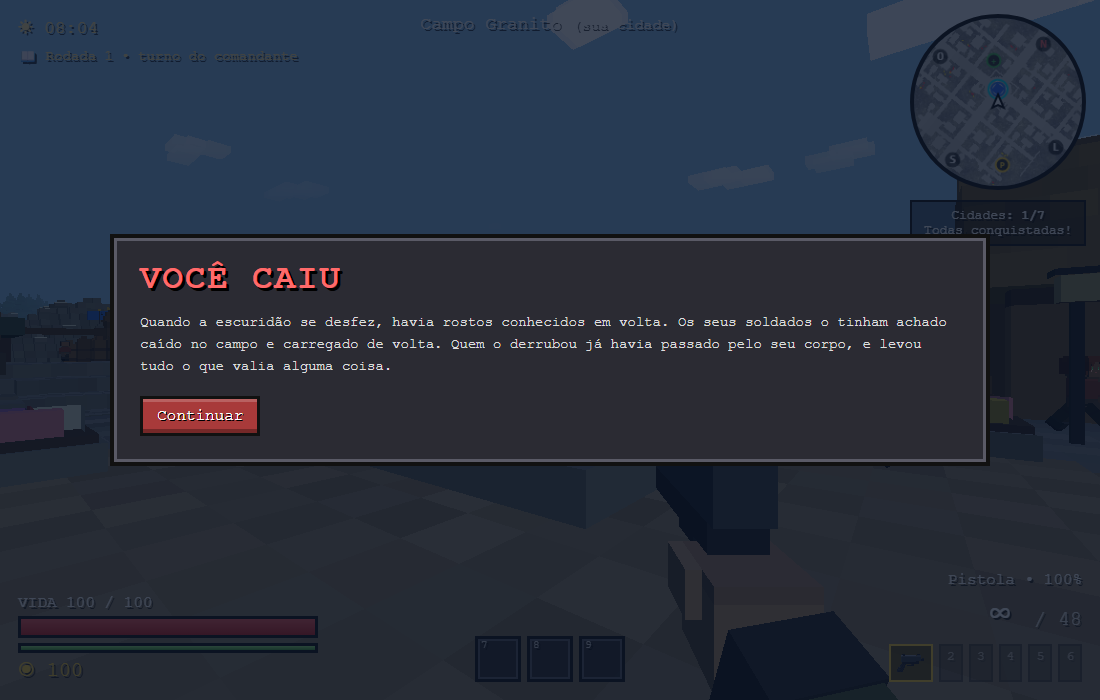 08:04
Campo Granito (sua cidade)
Rodada 1 • turno do comandante
N
O
S
L
P
Cidades: 1/7
Todas conquistadas!
VOCÊ CAIU
Quando a escuridão se desfez, havia rostos conhecidos em volta. Os seus soldados o tinham achado
caído no campo e carregado de volta. Quem o derrubou já havia passado pelo seu corpo, e levou
tudo o que valia alguma coisa.
Continuar
Pistola • 100%
VIDA 100 / 100
∞ / 48
100
7 8 9
2 3 4 5 6